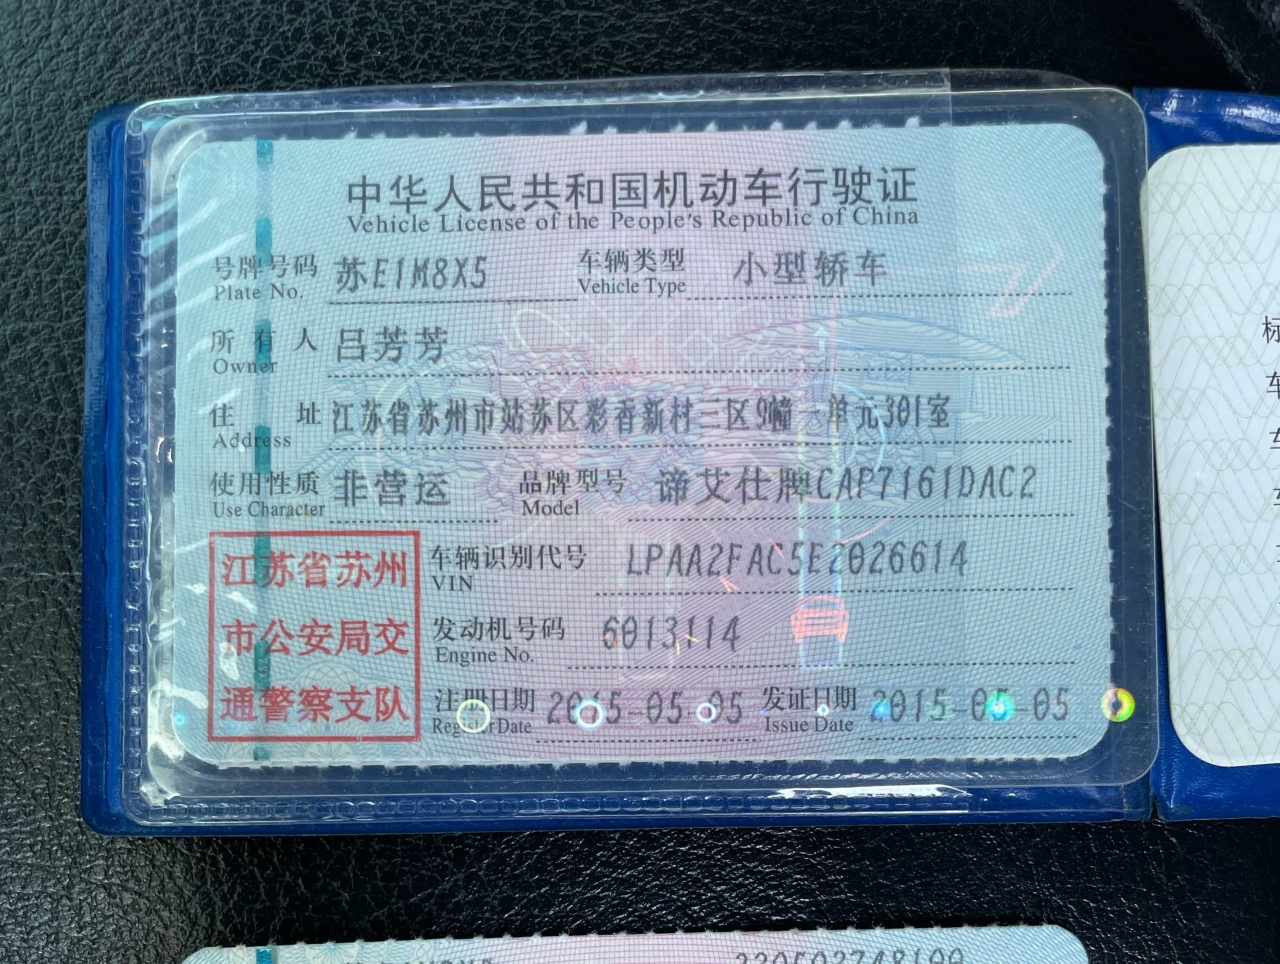 中华人民共和国机动车行驶证
Vehicle License of the People's Republic of China
号牌号码 苏E1M8X5 车辆类型 小型轿车
Plate No. Vehicle Type
所有人 吕芳芳
Owner
住址 江苏省苏州市姑苏区彩香新村三区9幢一单元301室
Address
使用性质 非营运 品牌型号 谛艾仕牌CAP7161DAC2
Use Character Model
江苏省苏州
市公安局交
通警察支队
车辆识别代号 LPAA2FAC5E2026614
VIN
发动机号码 6013114
Engine No.
注册日期 2015-05-05 发证日期 2015-05-05
Register Date Issue Date
标
车